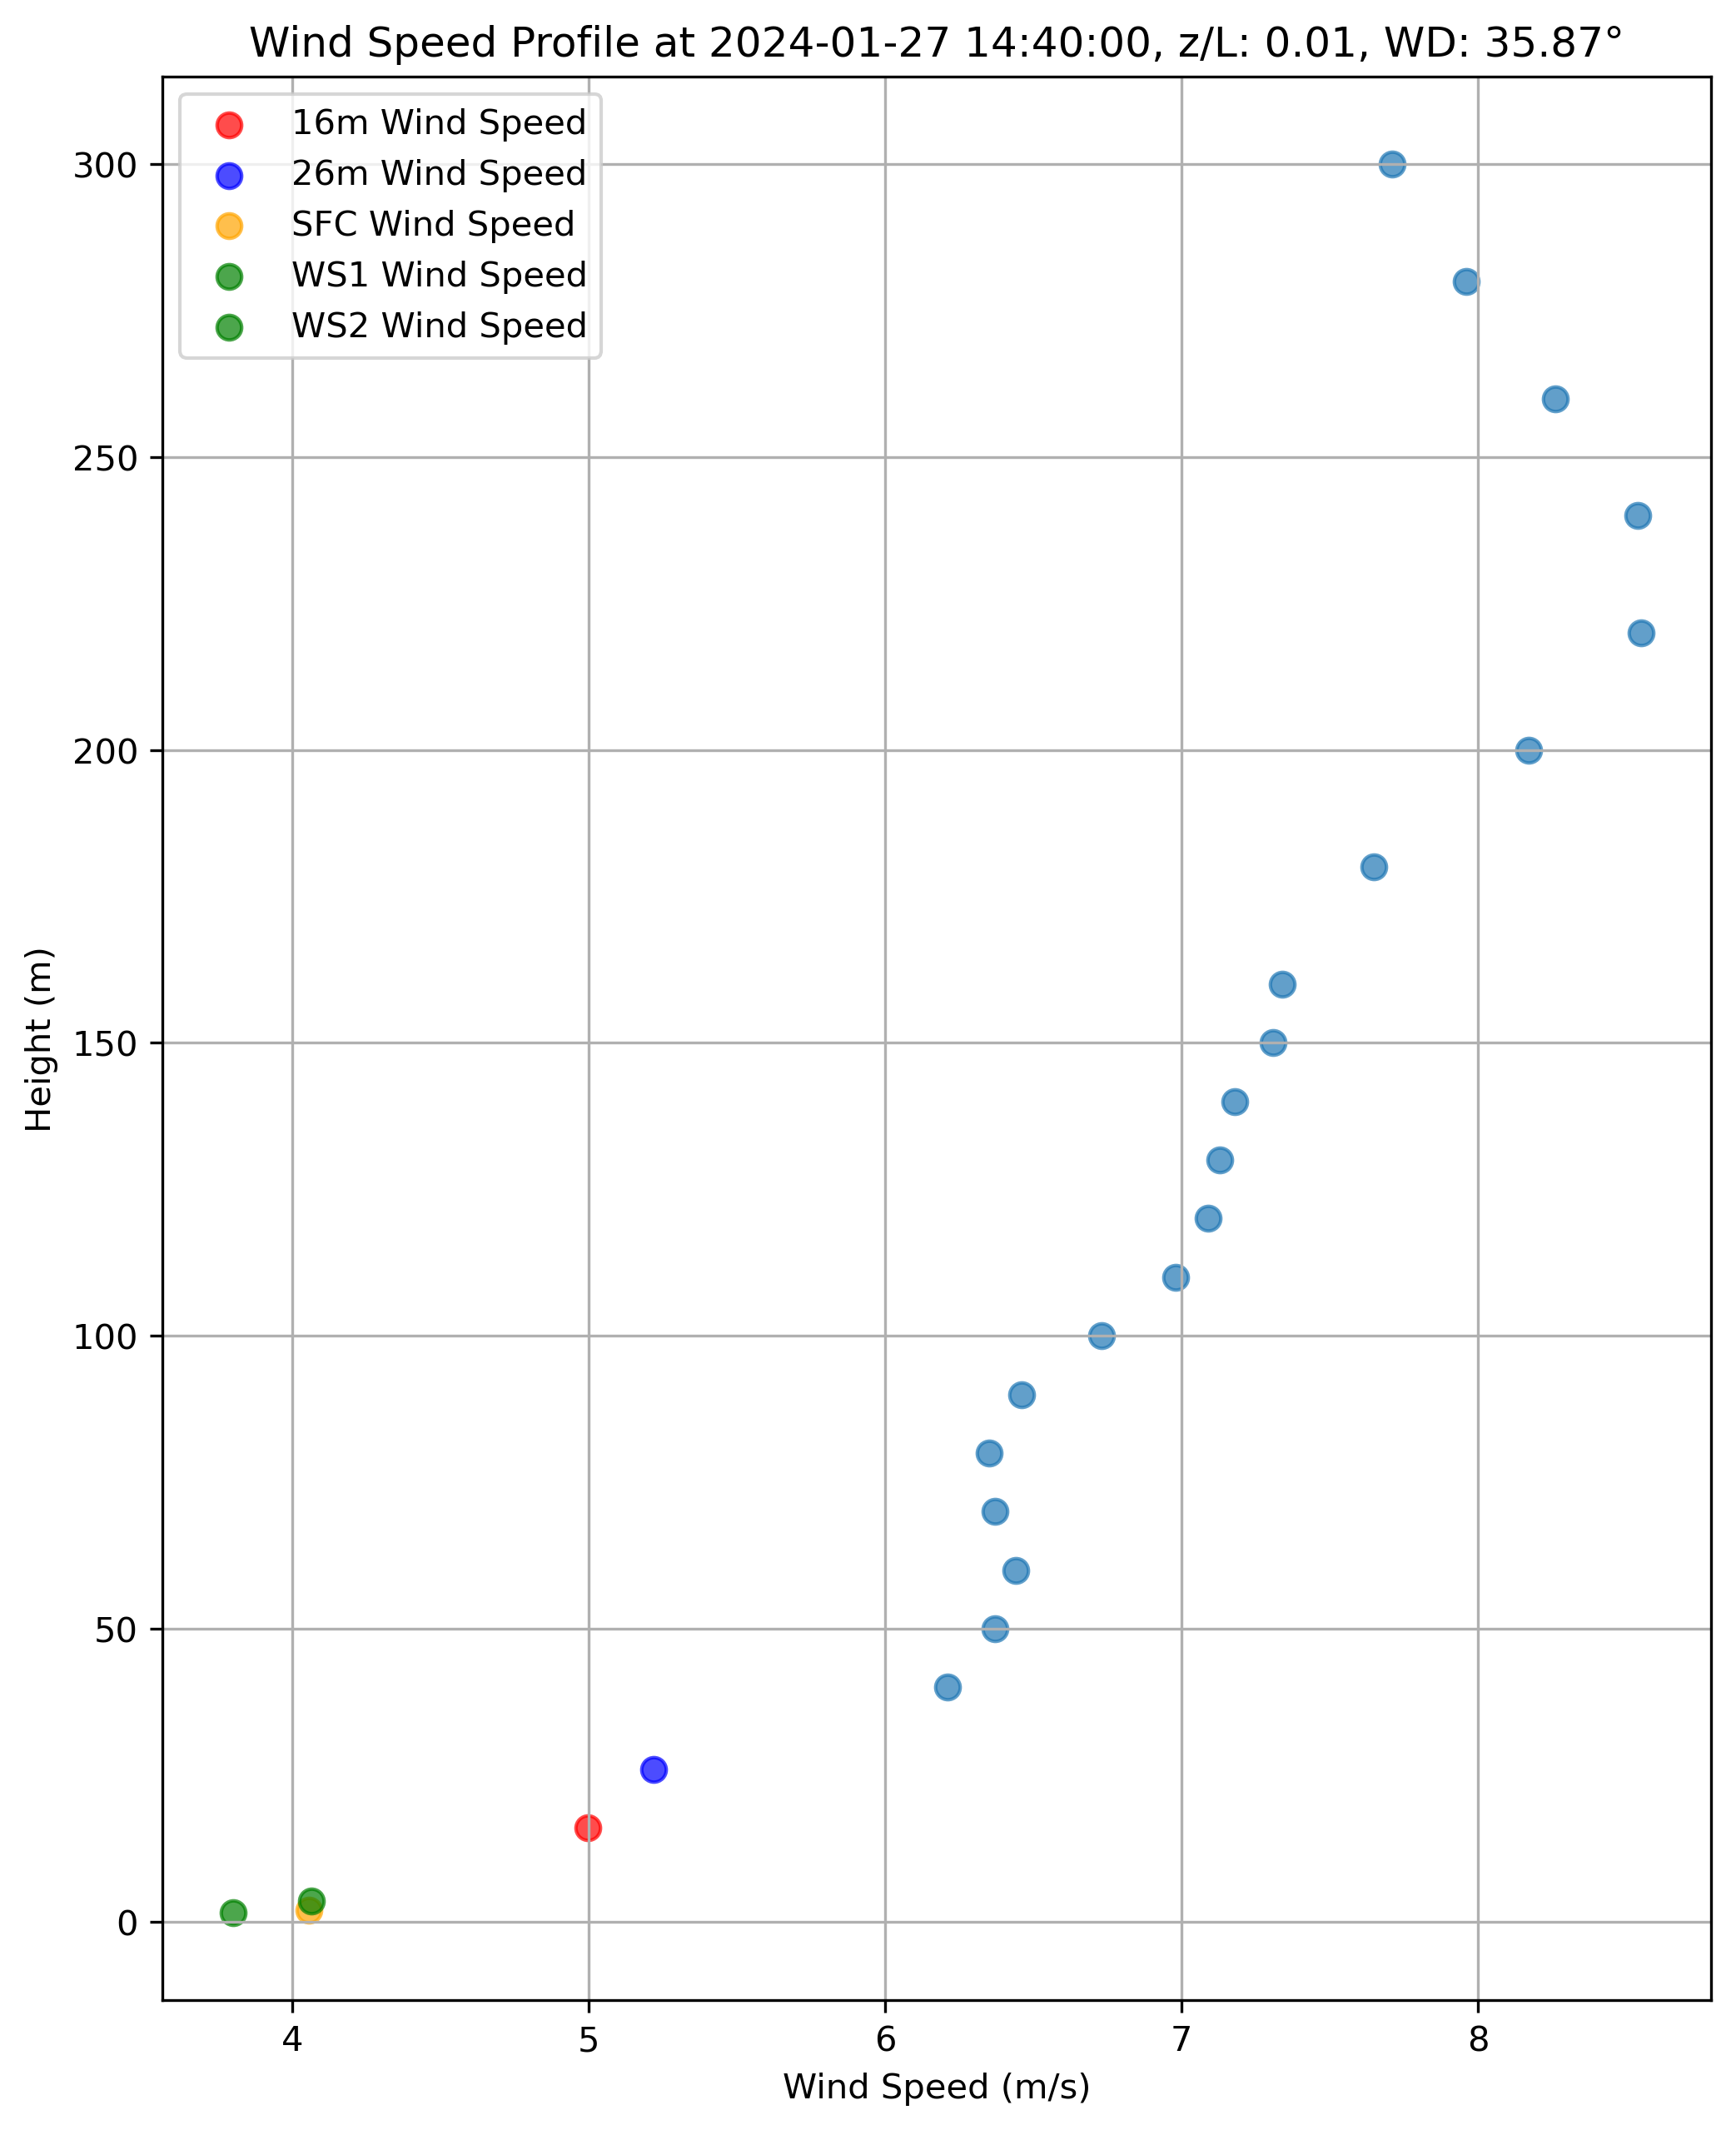 Wind Speed Profile at 2024-01-27 14:40:00, z/L: 0.01, WD: 35.87°
16m Wind Speed
26m Wind Speed
SFC Wind Speed
WS1 Wind Speed
WS2 Wind Speed
300
250
200
150
100
50
0
Height (m)
4 5 6 7 8
Wind Speed (m/s)